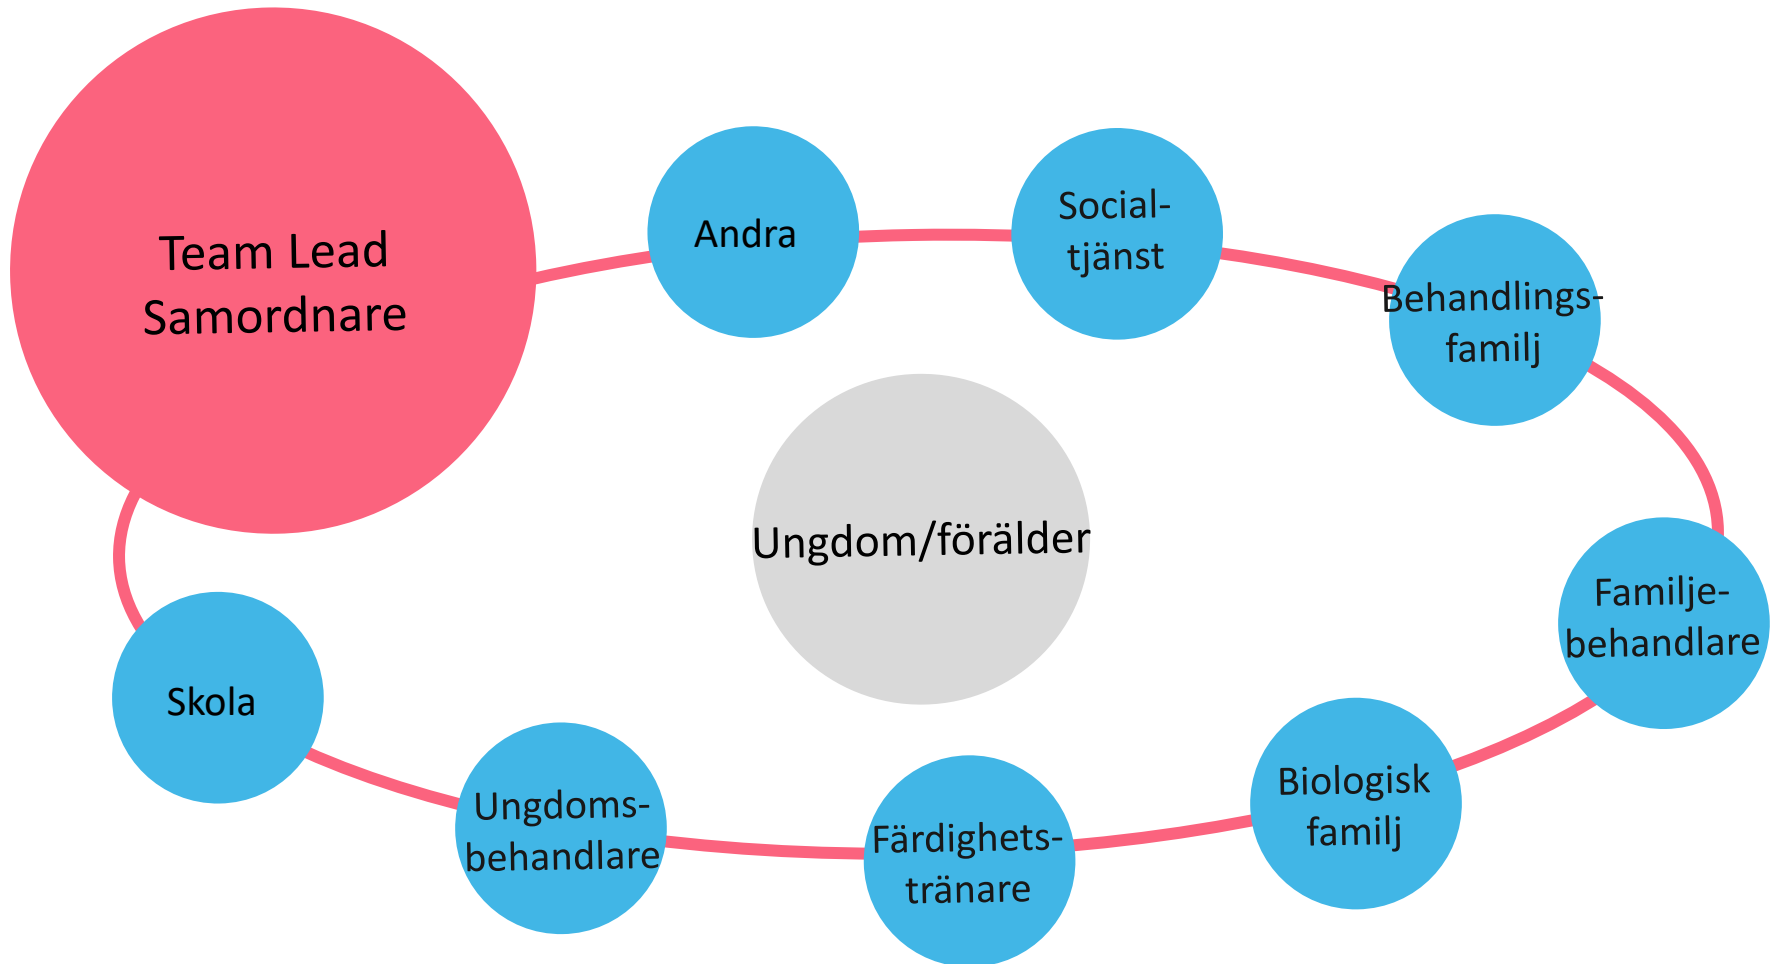 Team Lead
Samordnare
Andra
Social-
tjänst
Behandlings-
familj
Ungdom/förälder
Familje-
behandlare
Skola
Ungdoms-
behandlare
Färdighets-
tränare
Biologisk
familj